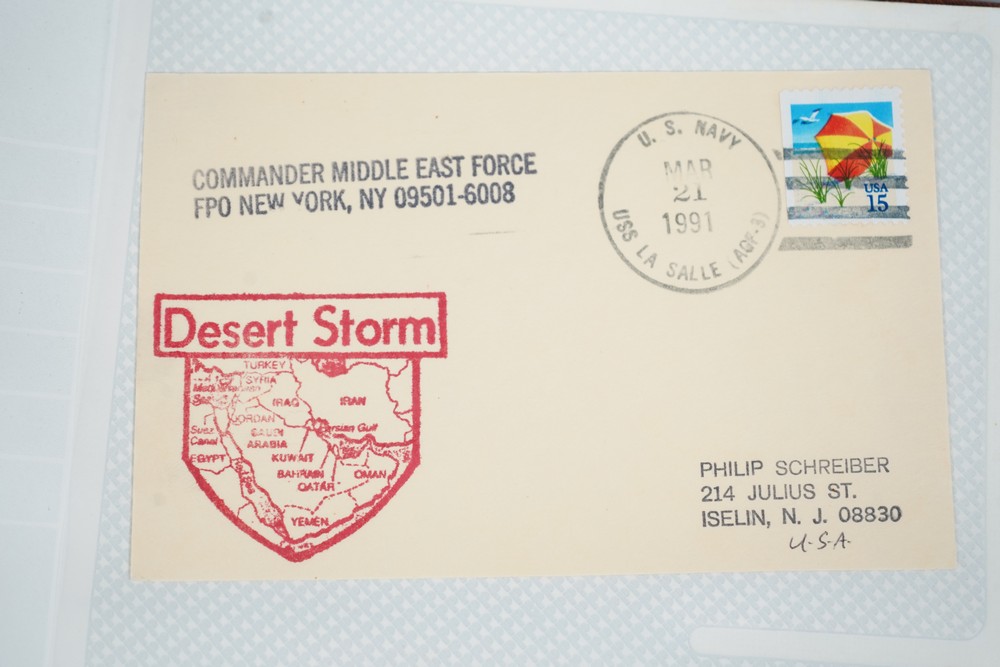 COMMANDER MIDDLE EAST FORCE
FPO NEW YORK, NY 09501-6008
U. S. NAVY
MAR
21
1991
USS LA SALLE (AGF-3)
USA
15
Desert Storm
TURKEY
SYRIA
IRAQ
IRAN
JORDAN
Persian Gulf
Suez
Canal
SAUDI
ARABIA
EGYPT
KUWAIT
BAHRAIN
OMAN
QATAR
YEMEN
PHILIP SCHREIBER
214 JULIUS ST.
ISELIN, N. J. 08830
U-S-A-